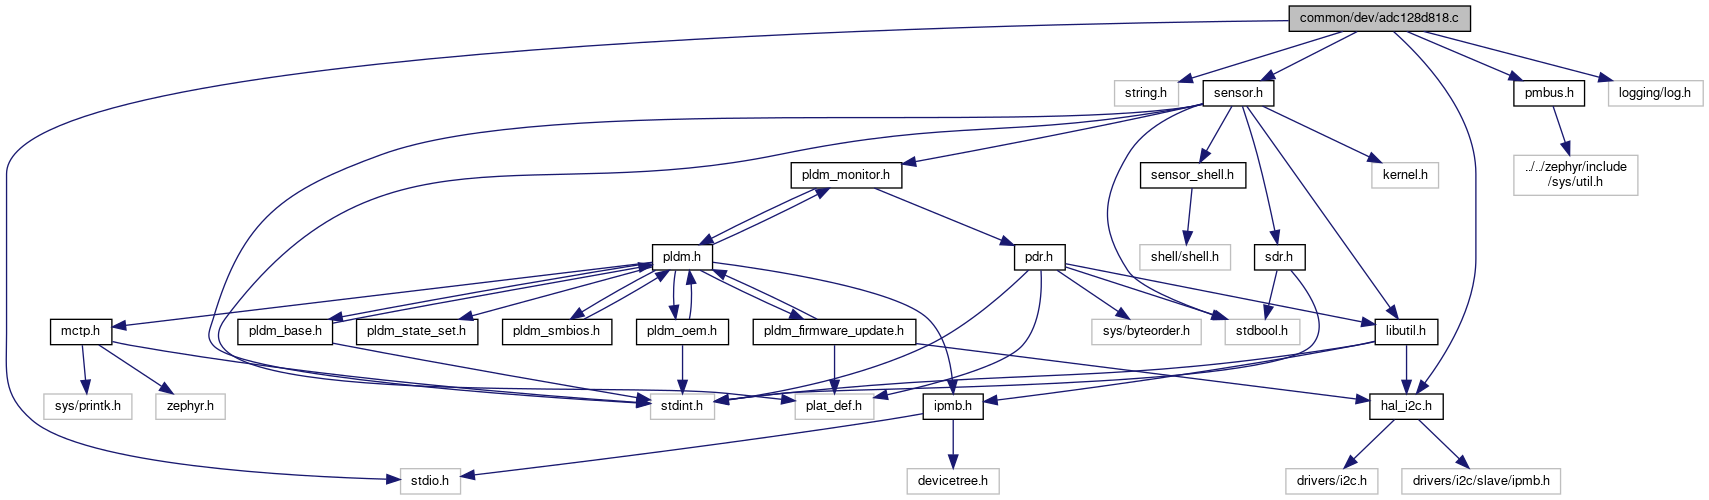 common/dev/adc128d818.c
string.h
sensor.h
pmbus.h
logging/log.h
pldm_monitor.h
sensor_shell.h
kernel.h
../../zephyr/include
/sys/util.h
pldm.h
pdr.h
shell/shell.h
sdr.h
mctp.h
pldm_base.h
pldm_state_set.h
pldm_smbios.h
pldm_oem.h
pldm_firmware_update.h
sys/byteorder.h
stdbool.h
libutil.h
sys/printk.h
zephyr.h
stdint.h
plat_def.h
ipmb.h
hal_i2c.h
stdio.h
devicetree.h
drivers/i2c.h
drivers/i2c/slave/ipmb.h